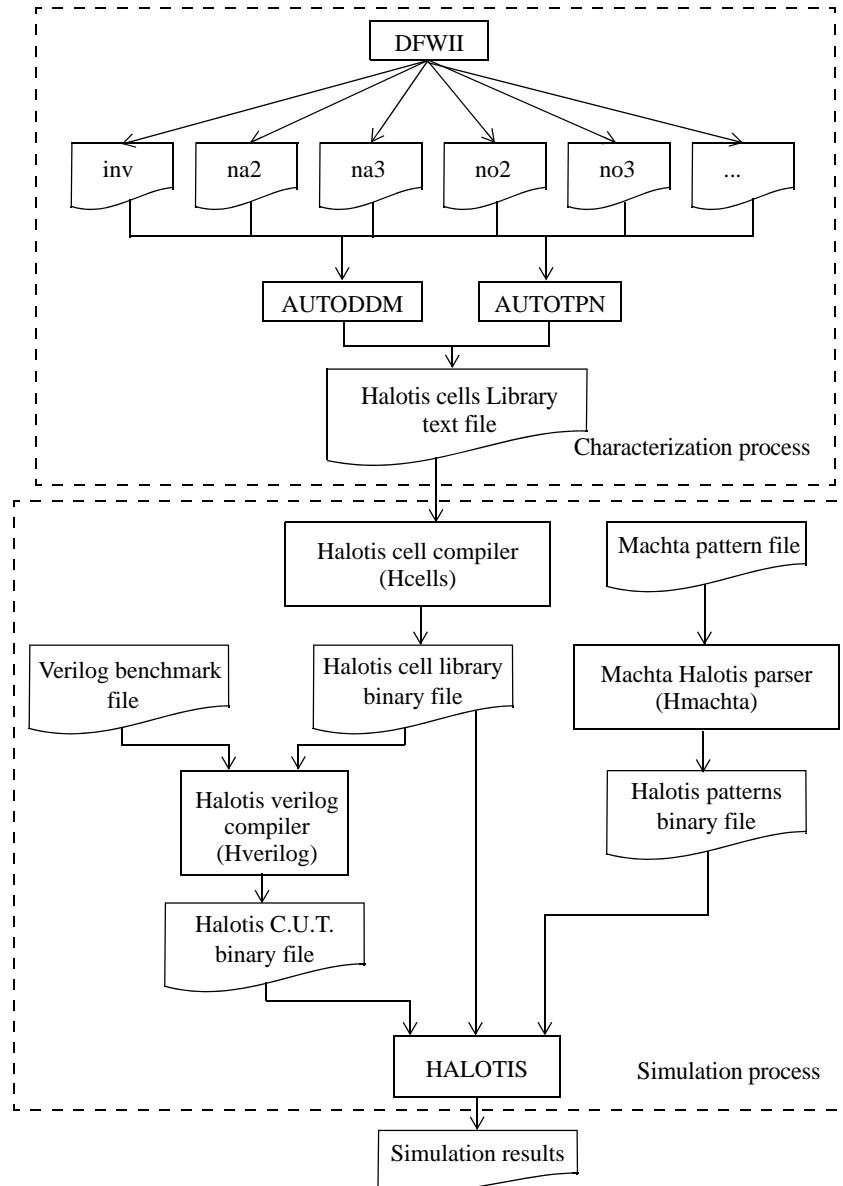 DFWII
inv
na2
na3
no2
no3
...
AUTODDM
AUTOTPN
Halotis cells Library
text file
Characterization process
Halotis cell compiler
(Hcells)
Machta pattern file
Verilog benchmark
file
Halotis cell library
binary file
Machta Halotis parser
(Hmachta)
Halotis verilog
compiler
(Hverilog)
Halotis patterns
binary file
Halotis C.U.T.
binary file
HALOTIS
Simulation process
Simulation results